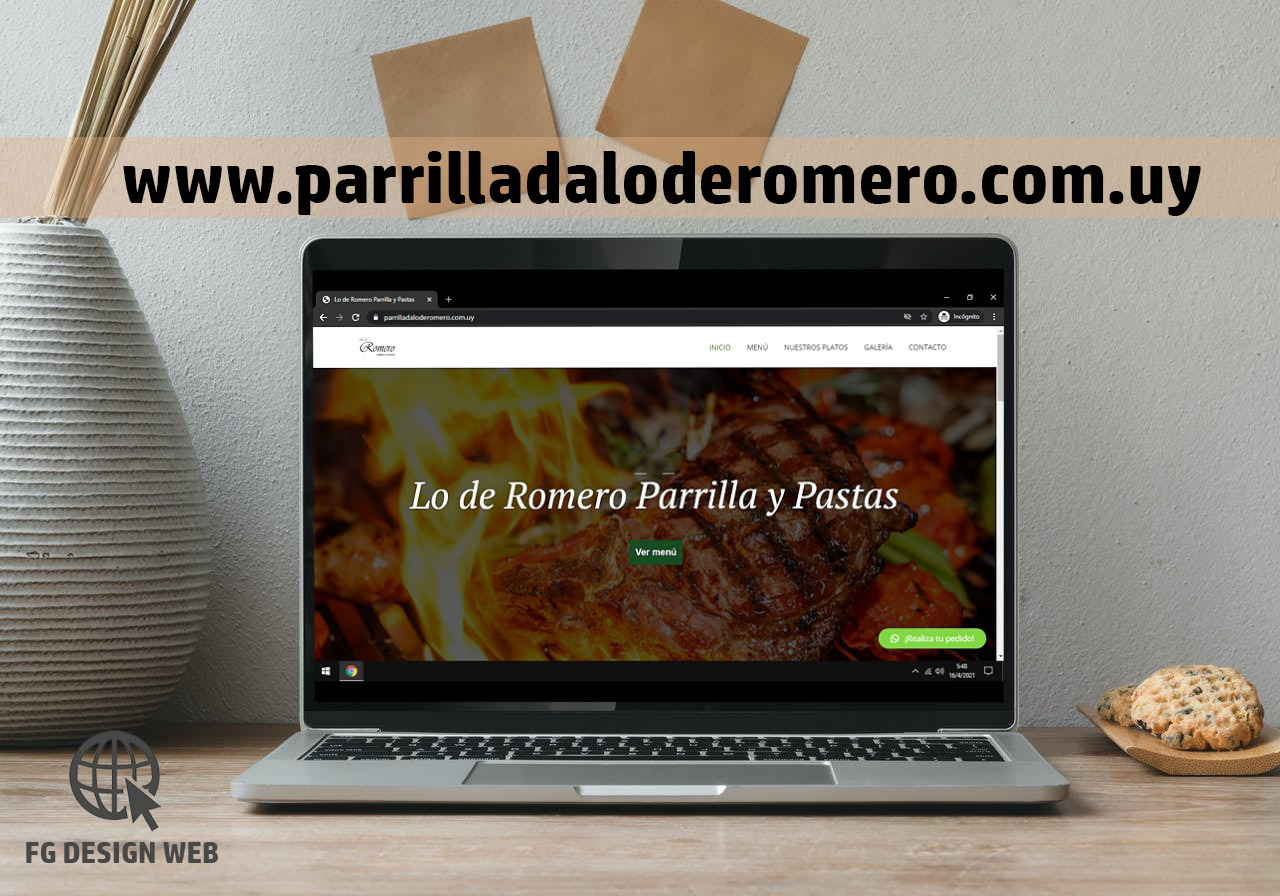 www.parrilladaloderomero.com.uy
Lo de Romero Parrilla y Pastas
parrilladaloderomero.com.uy
Incógnito
Romero
INICIO MENÚ NUESTROS PLATOS GALERÍA CONTACTO
Lo de Romero Parrilla y Pastas
Ver menú
¡Realiza tu pedido!
5:48
16/4/2021
FG DESIGN WEB